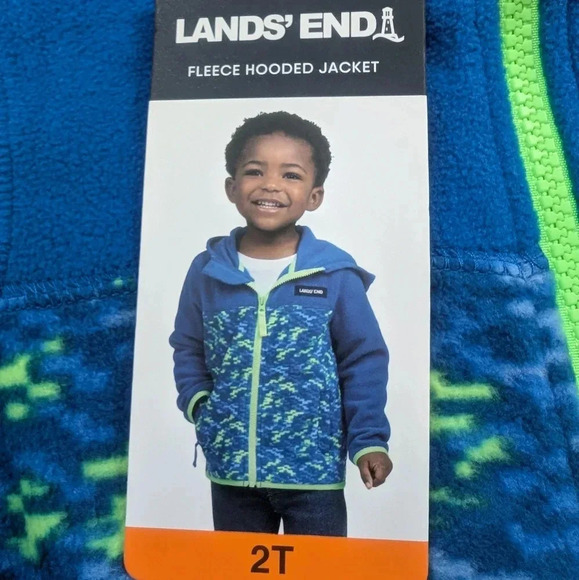 LANDS' END
FLEECE HOODED JACKET
LANDS' END
2T